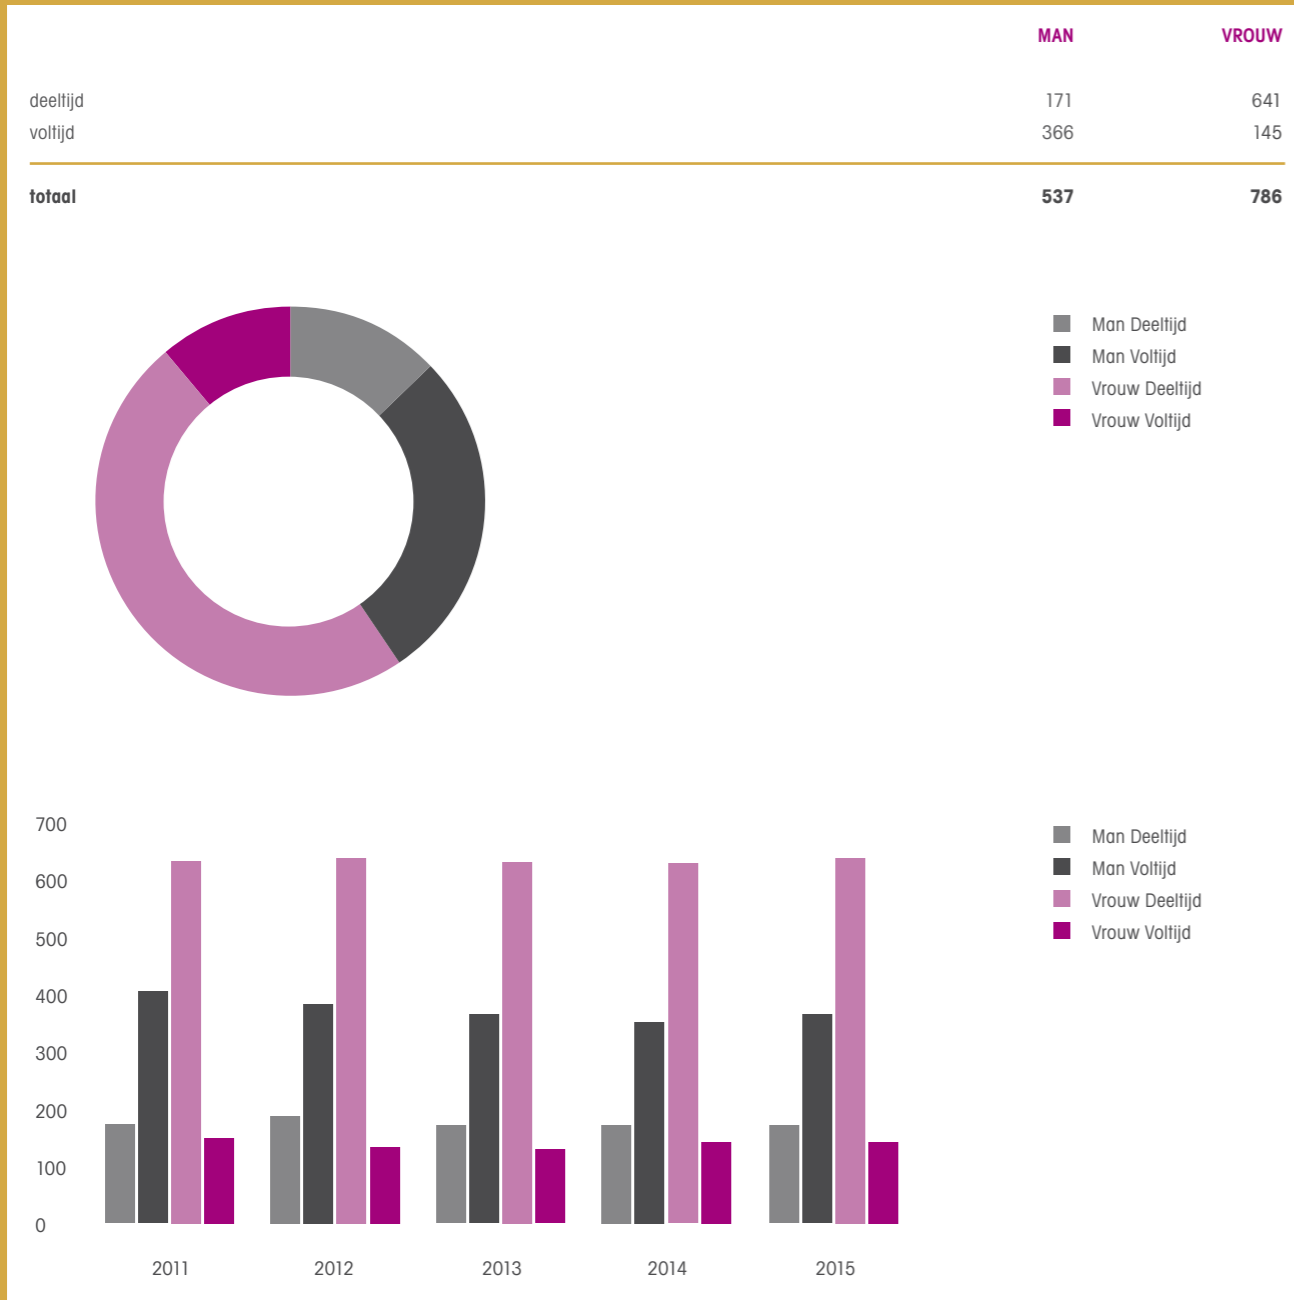 MAN VROUW
deeltijd 171 641
voltijd 366 145
totaal 537 786
Man Deeltijd
Man Voltijd
Vrouw Deeltijd
Vrouw Voltijd
700
600
500
400
300
200
100
0
2011 2012 2013 2014 2015
Man Deeltijd
Man Voltijd
Vrouw Deeltijd
Vrouw Voltijd